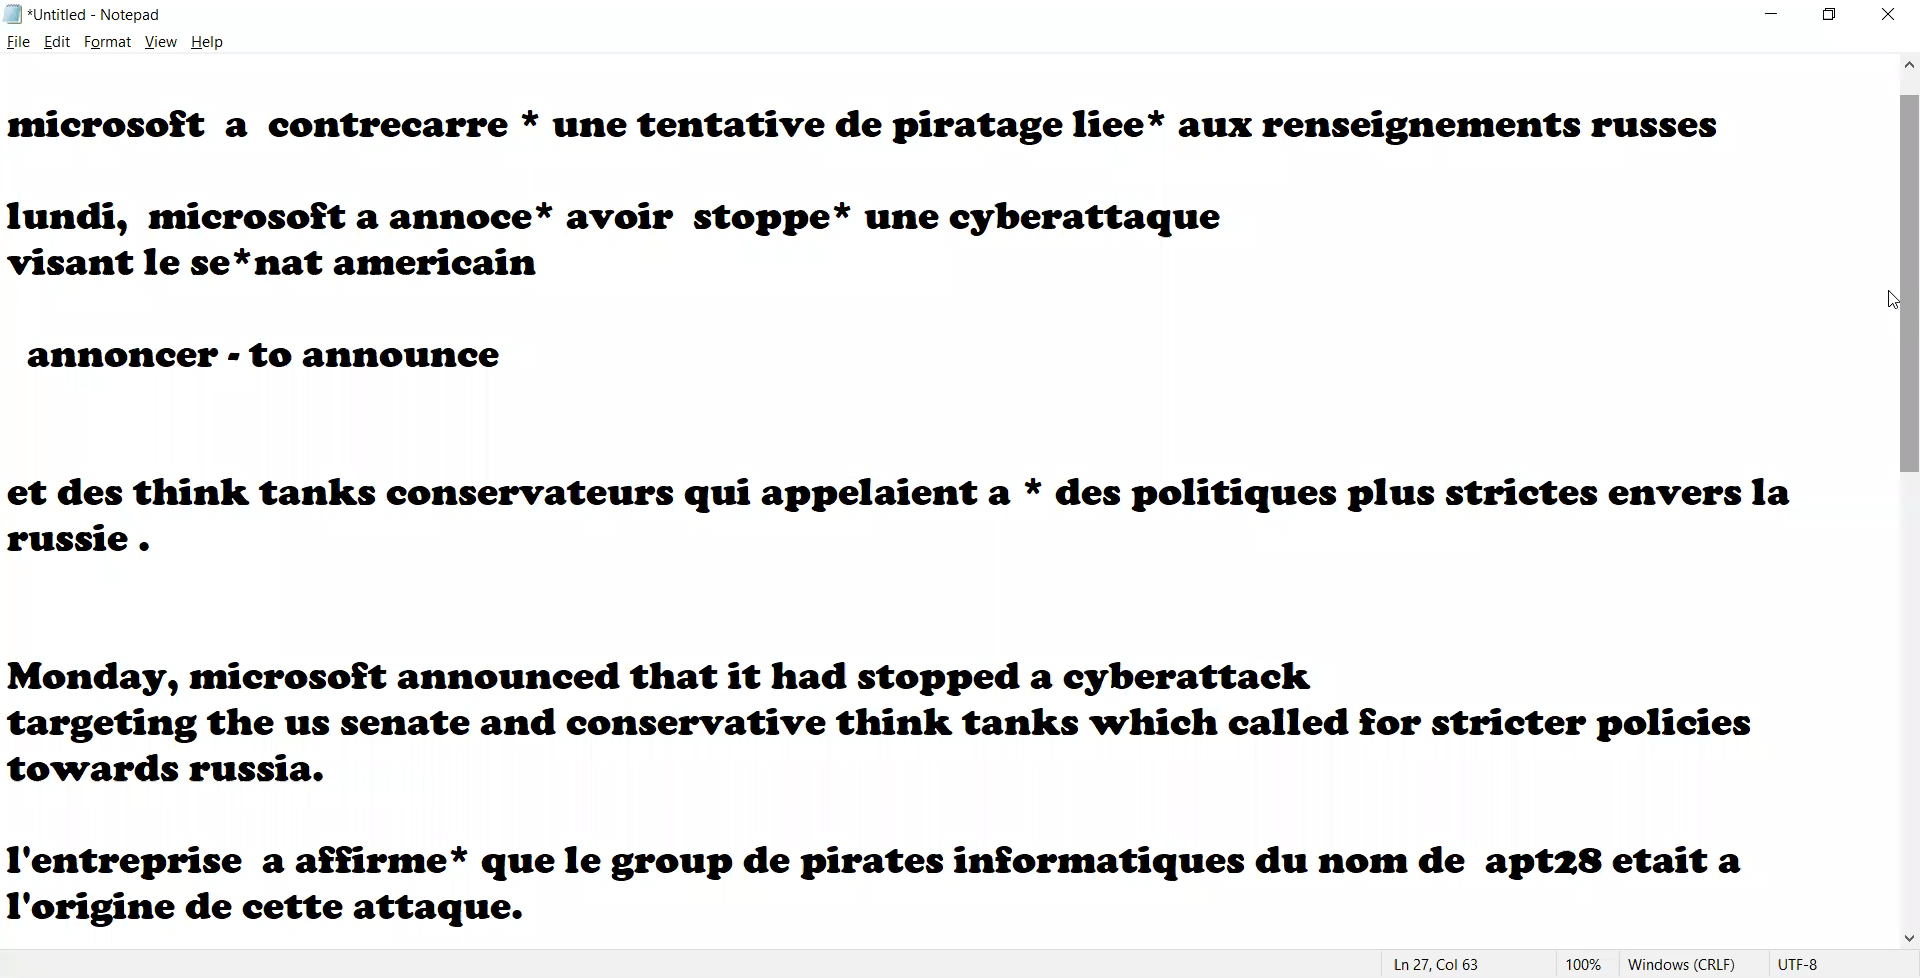 *Untitled - Notepad
File Edit Format View Help
microsoft a contrecarre * une tentative de piratage liee* aux renseignements russes
lundi, microsoft a annoce* avoir stoppe* une cyberattaque
visant le se*nat americain
annoncer - to announce
et des think tanks conservateurs qui appelaient a * des politiques plus strictes envers la
russie .
Monday, microsoft announced that it had stopped a cyberattack
targeting the us senate and conservative think tanks which called for stricter policies
towards russia.
l'entreprise a affirme* que le group de pirates informatiques du nom de apt28 etait a
l'origine de cette attaque.
Ln 27, Col 63 100% Windows (CRLF) UTF-8